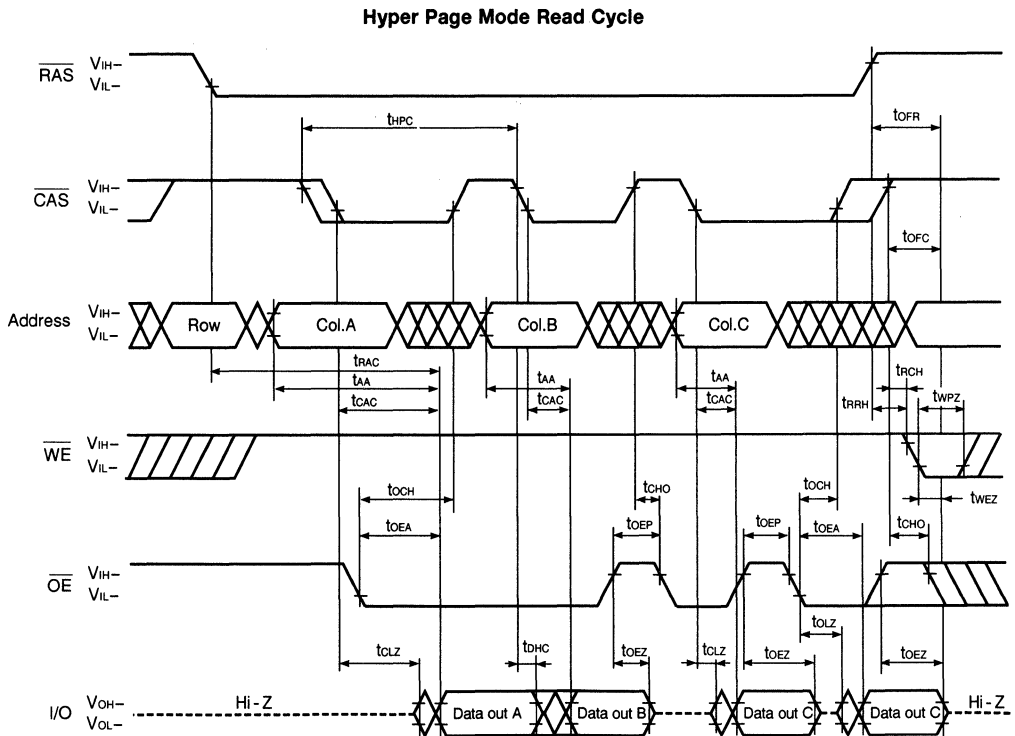 Hyper Page Mode Read Cycle
RAS VIH–
VIL–
tHPC
tOFR
CAS VIH–
VIL–
tOFC
Address VIH–
VIL–
Row Col.A Col.B Col.C
tRAC
tAA tAA tAA
tCAC tCAC tCAC
tRCH
tRRH tWPZ
WE VIH–
VIL–
tWEZ
tOCH tCHO tOCH
tOEA tOEP tOEP tOEA tCHO
OE VIH–
VIL–
tOLZ
tCLZ tDHC tOEZ tCLZ tOEZ tOEZ
I/O VOH–
VOL–
Hi - Z Data out A Data out B Data out C Data out C Hi - Z